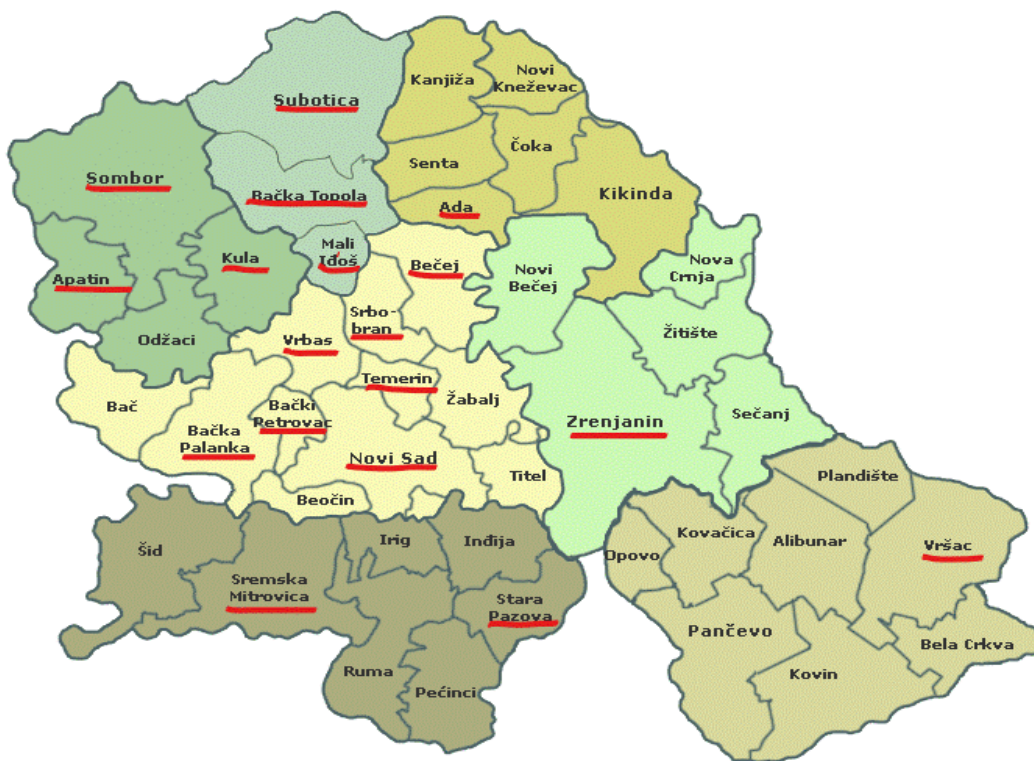 Kanjiža
Novi
Kneževac
Subotica
Čoka
Senta
Sombor
Bačka Topola
Kikinda
Ada
Mali
Iđoš
Kula
Bečej
Novi
Bečej
Nova
Crnja
Apatin
Srbo-
bran
Žitište
Odžaci
Vrbas
Temerin
Žabalj
Bač
Bački
Petrovac
Sečanj
Zrenjanin
Bačka
Palanka
Novi Sad
Titel
Plandište
Beočin
Kovačica
Irig
Inđija
Alibunar
Šid
Opovo
Vršac
Sremska
Mitrovica
Stara
Pazova
Pančevo
Bela Crkva
Ruma
Kovin
Pećinci